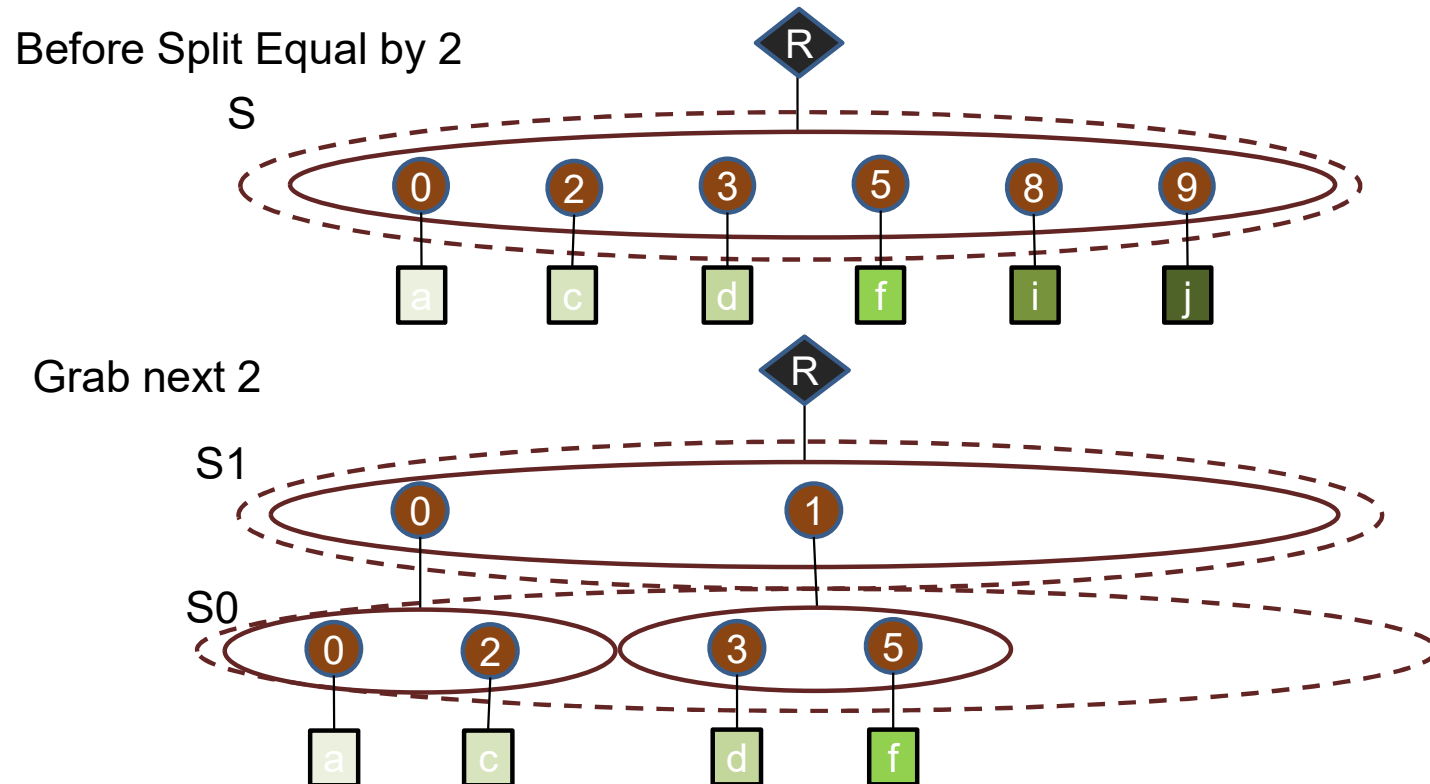 Before Split Equal by 2
R
S
0 2 3 5 8 9
a c d f i j
Grab next 2
R
S1
0 1
S0
0 2 3 5
a c d f